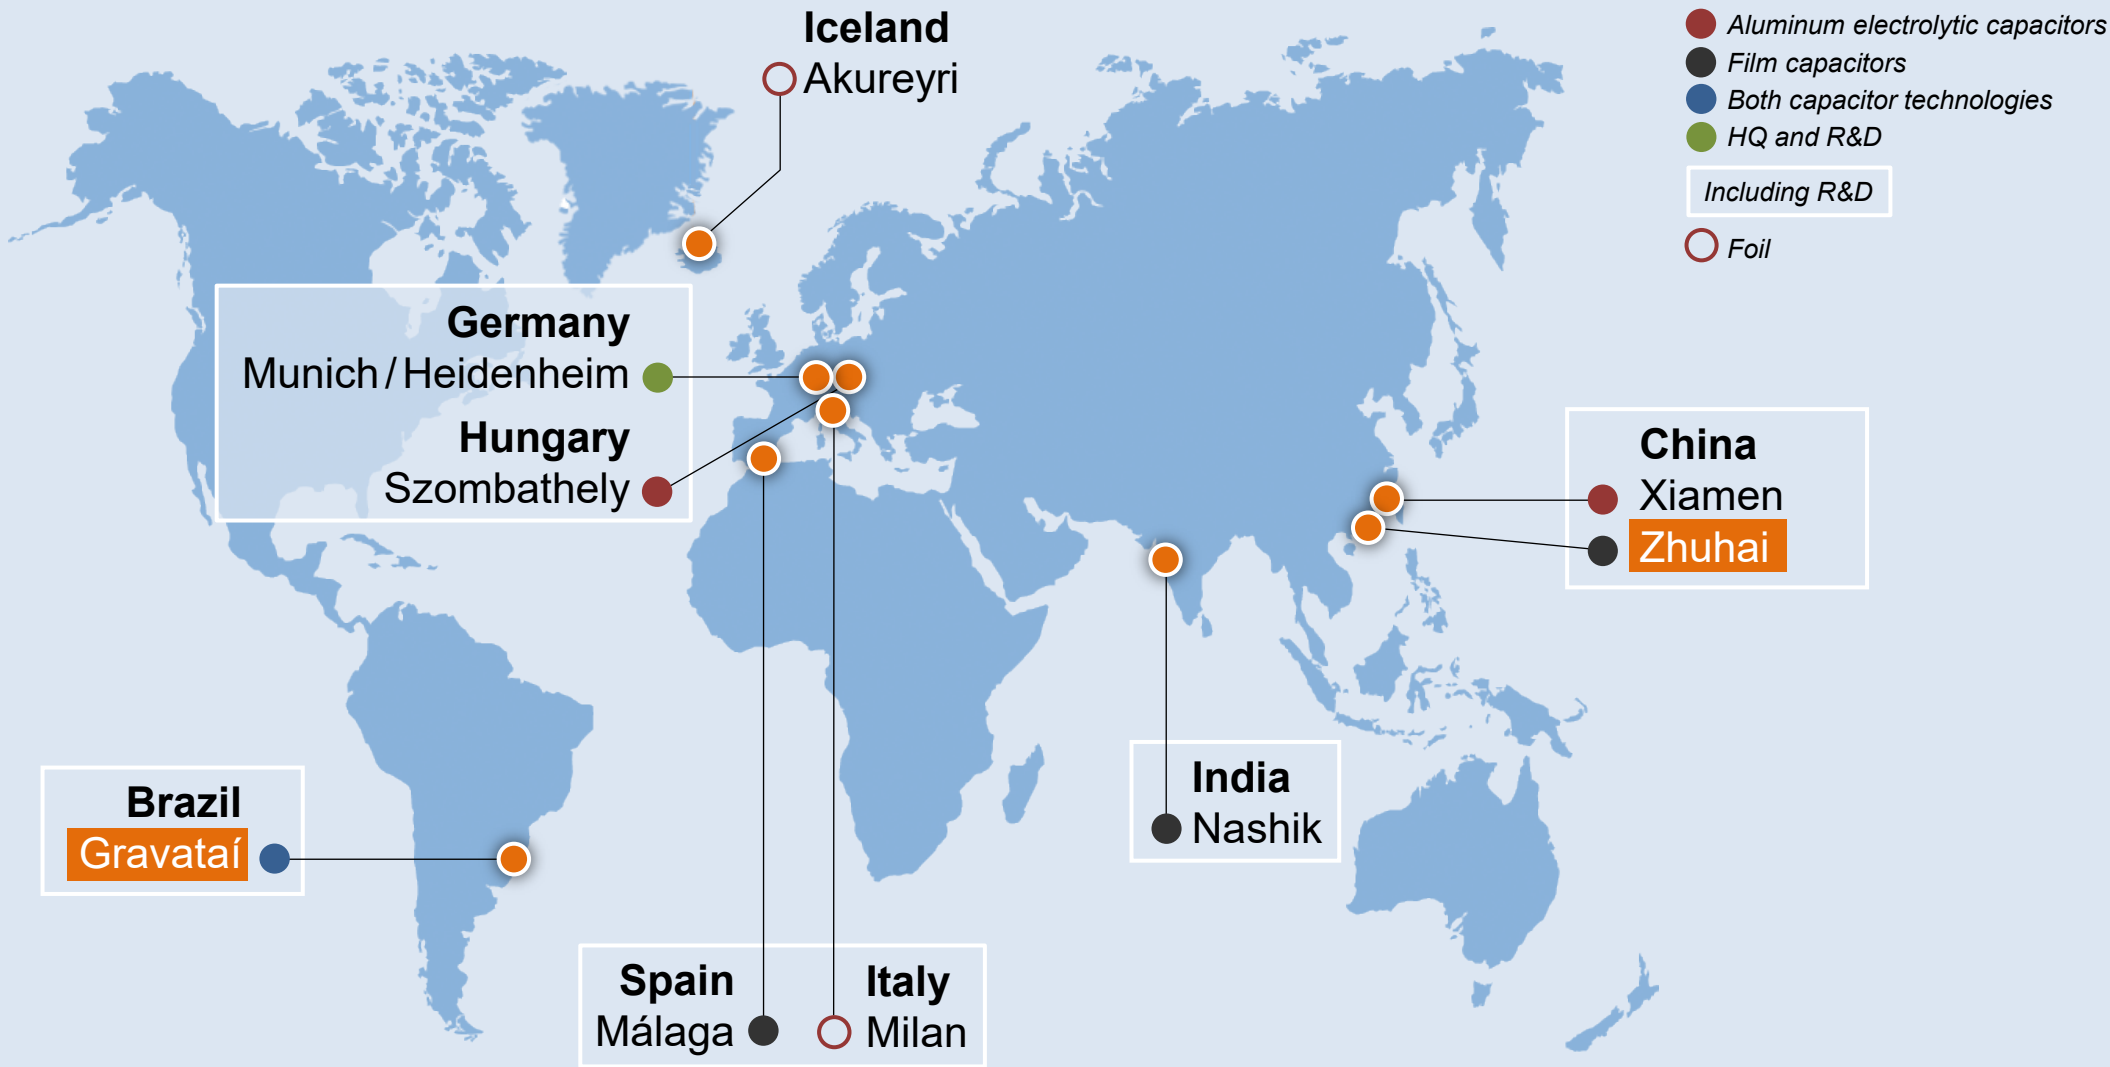 Iceland
Akureyri
Aluminum electrolytic capacitors
Film capacitors
Both capacitor technologies
HQ and R&D
Including R&D
Foil
Germany
Munich / Heidenheim
Hungary
Szombathely
China
Xiamen
Zhuhai
India
Nashik
Brazil
Gravataí
Spain
Málaga
Italy
Milan